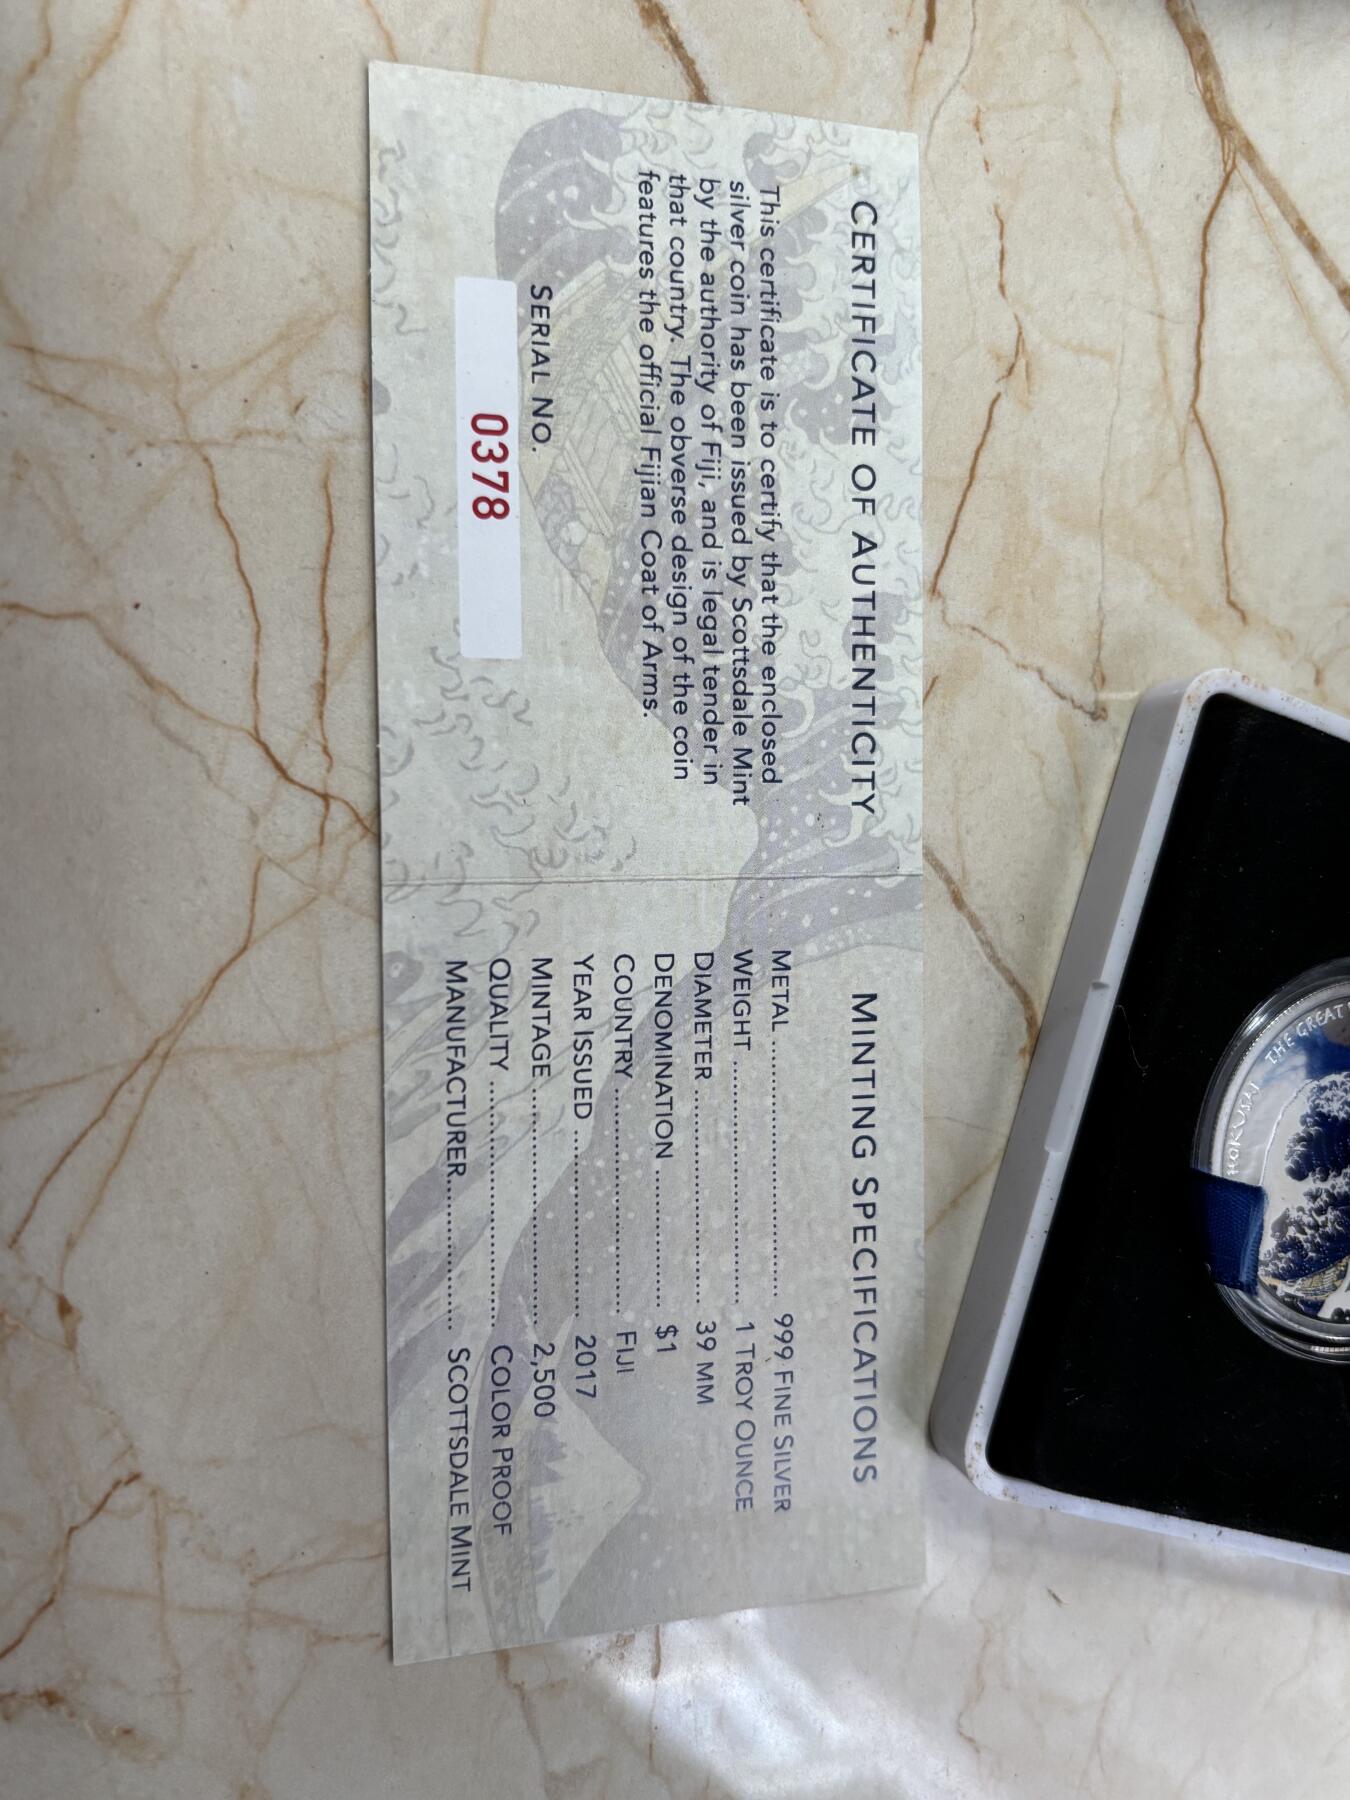 CERTIFICATE OF AUTHENTICITY
This certificate is to certify that the enclosed
silver coin has been issued by Scottsdale Mint
by the authority of Fiji, and is legal tender in
that country. The obverse design of the coin
features the official Fijian Coat of Arms.
SERIAL NO.
0378
MINTING SPECIFICATIONS
METAL .................................. 999 FINE SILVER
WEIGHT ................................ 1 TROY OUNCE
DIAMETER ............................. 39 MM
DENOMINATION .................... $1
COUNTRY .............................. FIJI
YEAR ISSUED ......................... 2017
MINTAGE .............................. 2,500
QUALITY ............................... COLOR PROOF
MANUFACTURER.................... SCOTTSDALE MINT
THE GREAT